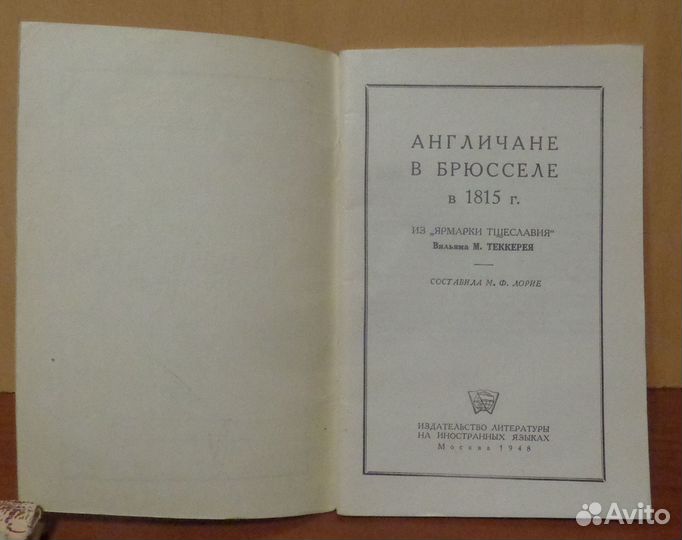 АНГЛИЧАНЕ
В БРЮССЕЛЕ
в 1815 г.
ИЗ „ЯРМАРКИ ТЩЕСЛАВИЯ“
Вильяма М. ТЕККЕРЕЯ
СОСТАВИЛА М. Ф. ЛОРИЕ
ИЗДАТЕЛЬСТВО ЛИТЕРАТУРЫ
НА ИНОСТРАННЫХ ЯЗЫКАХ
Москва 1948
Avito